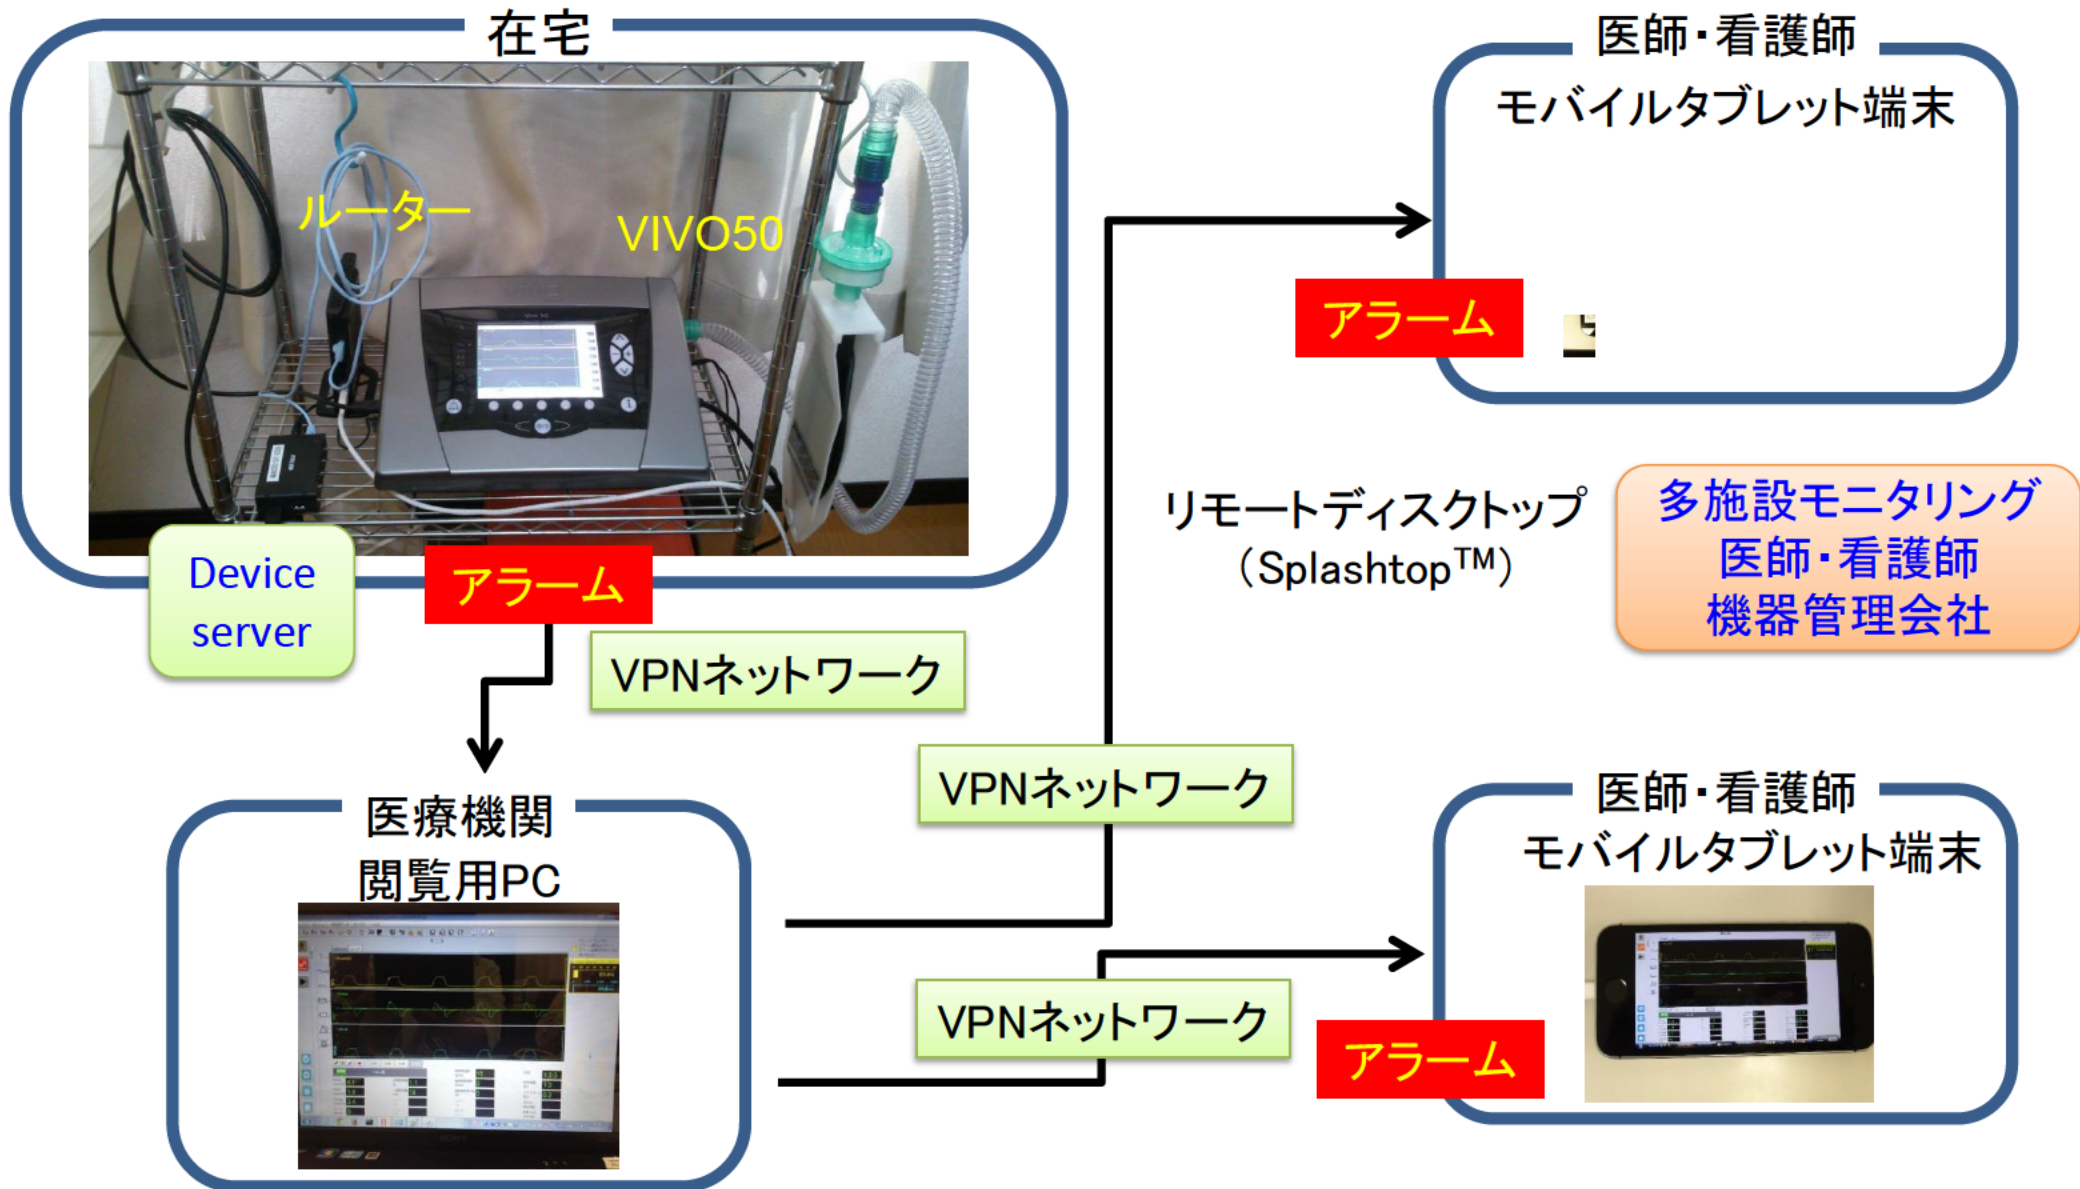 在宅
ルーター
VIVO50
Device
server
アラーム
VPNネットワーク
医療機関
閲覧用PC
医師・看護師
モバイルタブレット端末
アラーム
リモートディスクトップ
（Splashtop™）
多施設モニタリング
医師・看護師
機器管理会社
VPNネットワーク
VPNネットワーク
医師・看護師
モバイルタブレット端末
アラーム